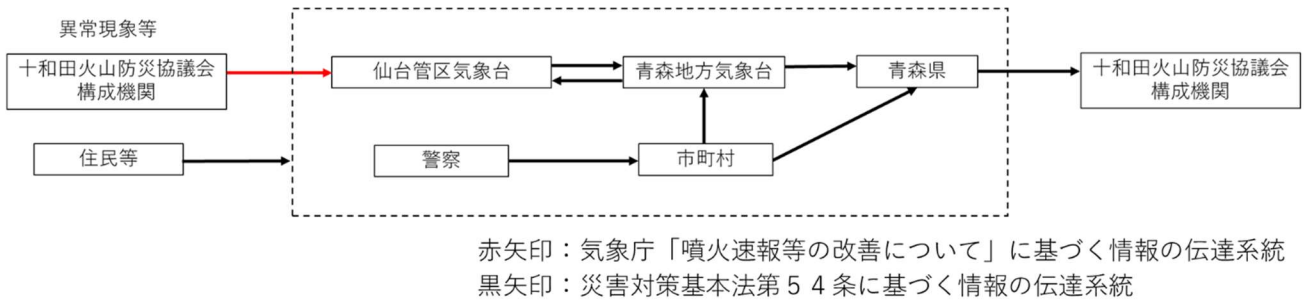 異常現象等
十和田火山防災協議会
構成機関
仙台管区気象台
青森地方気象台
青森県
十和田火山防災協議会
構成機関
住民等
警察
市町村
赤矢印：気象庁「噴火速報等の改善について」に基づく情報の伝達系統
黒矢印：災害対策基本法第５４条に基づく情報の伝達系統